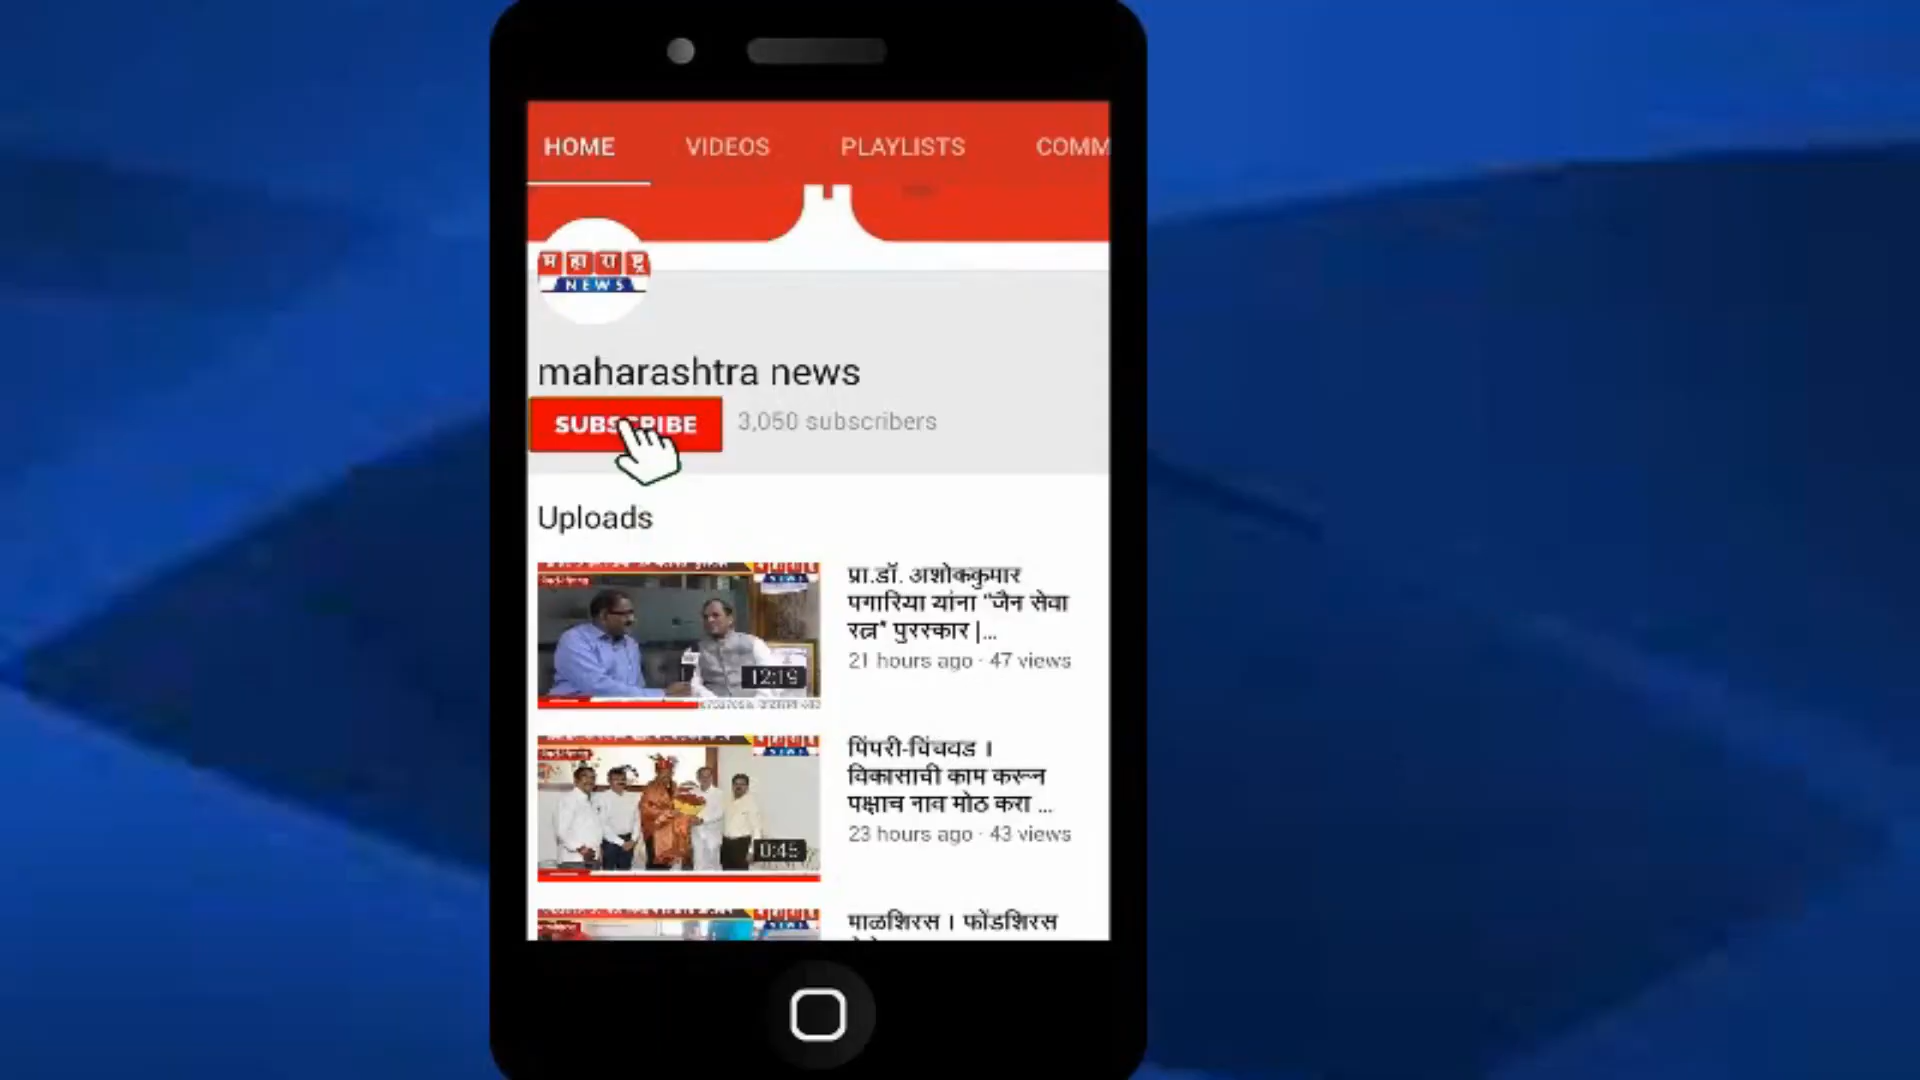 HOME VIDEOS PLAYLISTS COMM
महाराष्ट्र
NEWS
maharashtra news
SUBSCRIBE 3,050 subscribers
Uploads
प्रा.डॉ. अशोककुमार
पगारिया यांना "जैन सेवा
रत्न" पुरस्कार |...
21 hours ago · 47 views
12:19
पिंपरी-चिंचवड ।
विकासाची काम करून
पक्षाच नाव मोठ करा ...
23 hours ago · 43 views
0:45
माळशिरस । फोंडशिरस